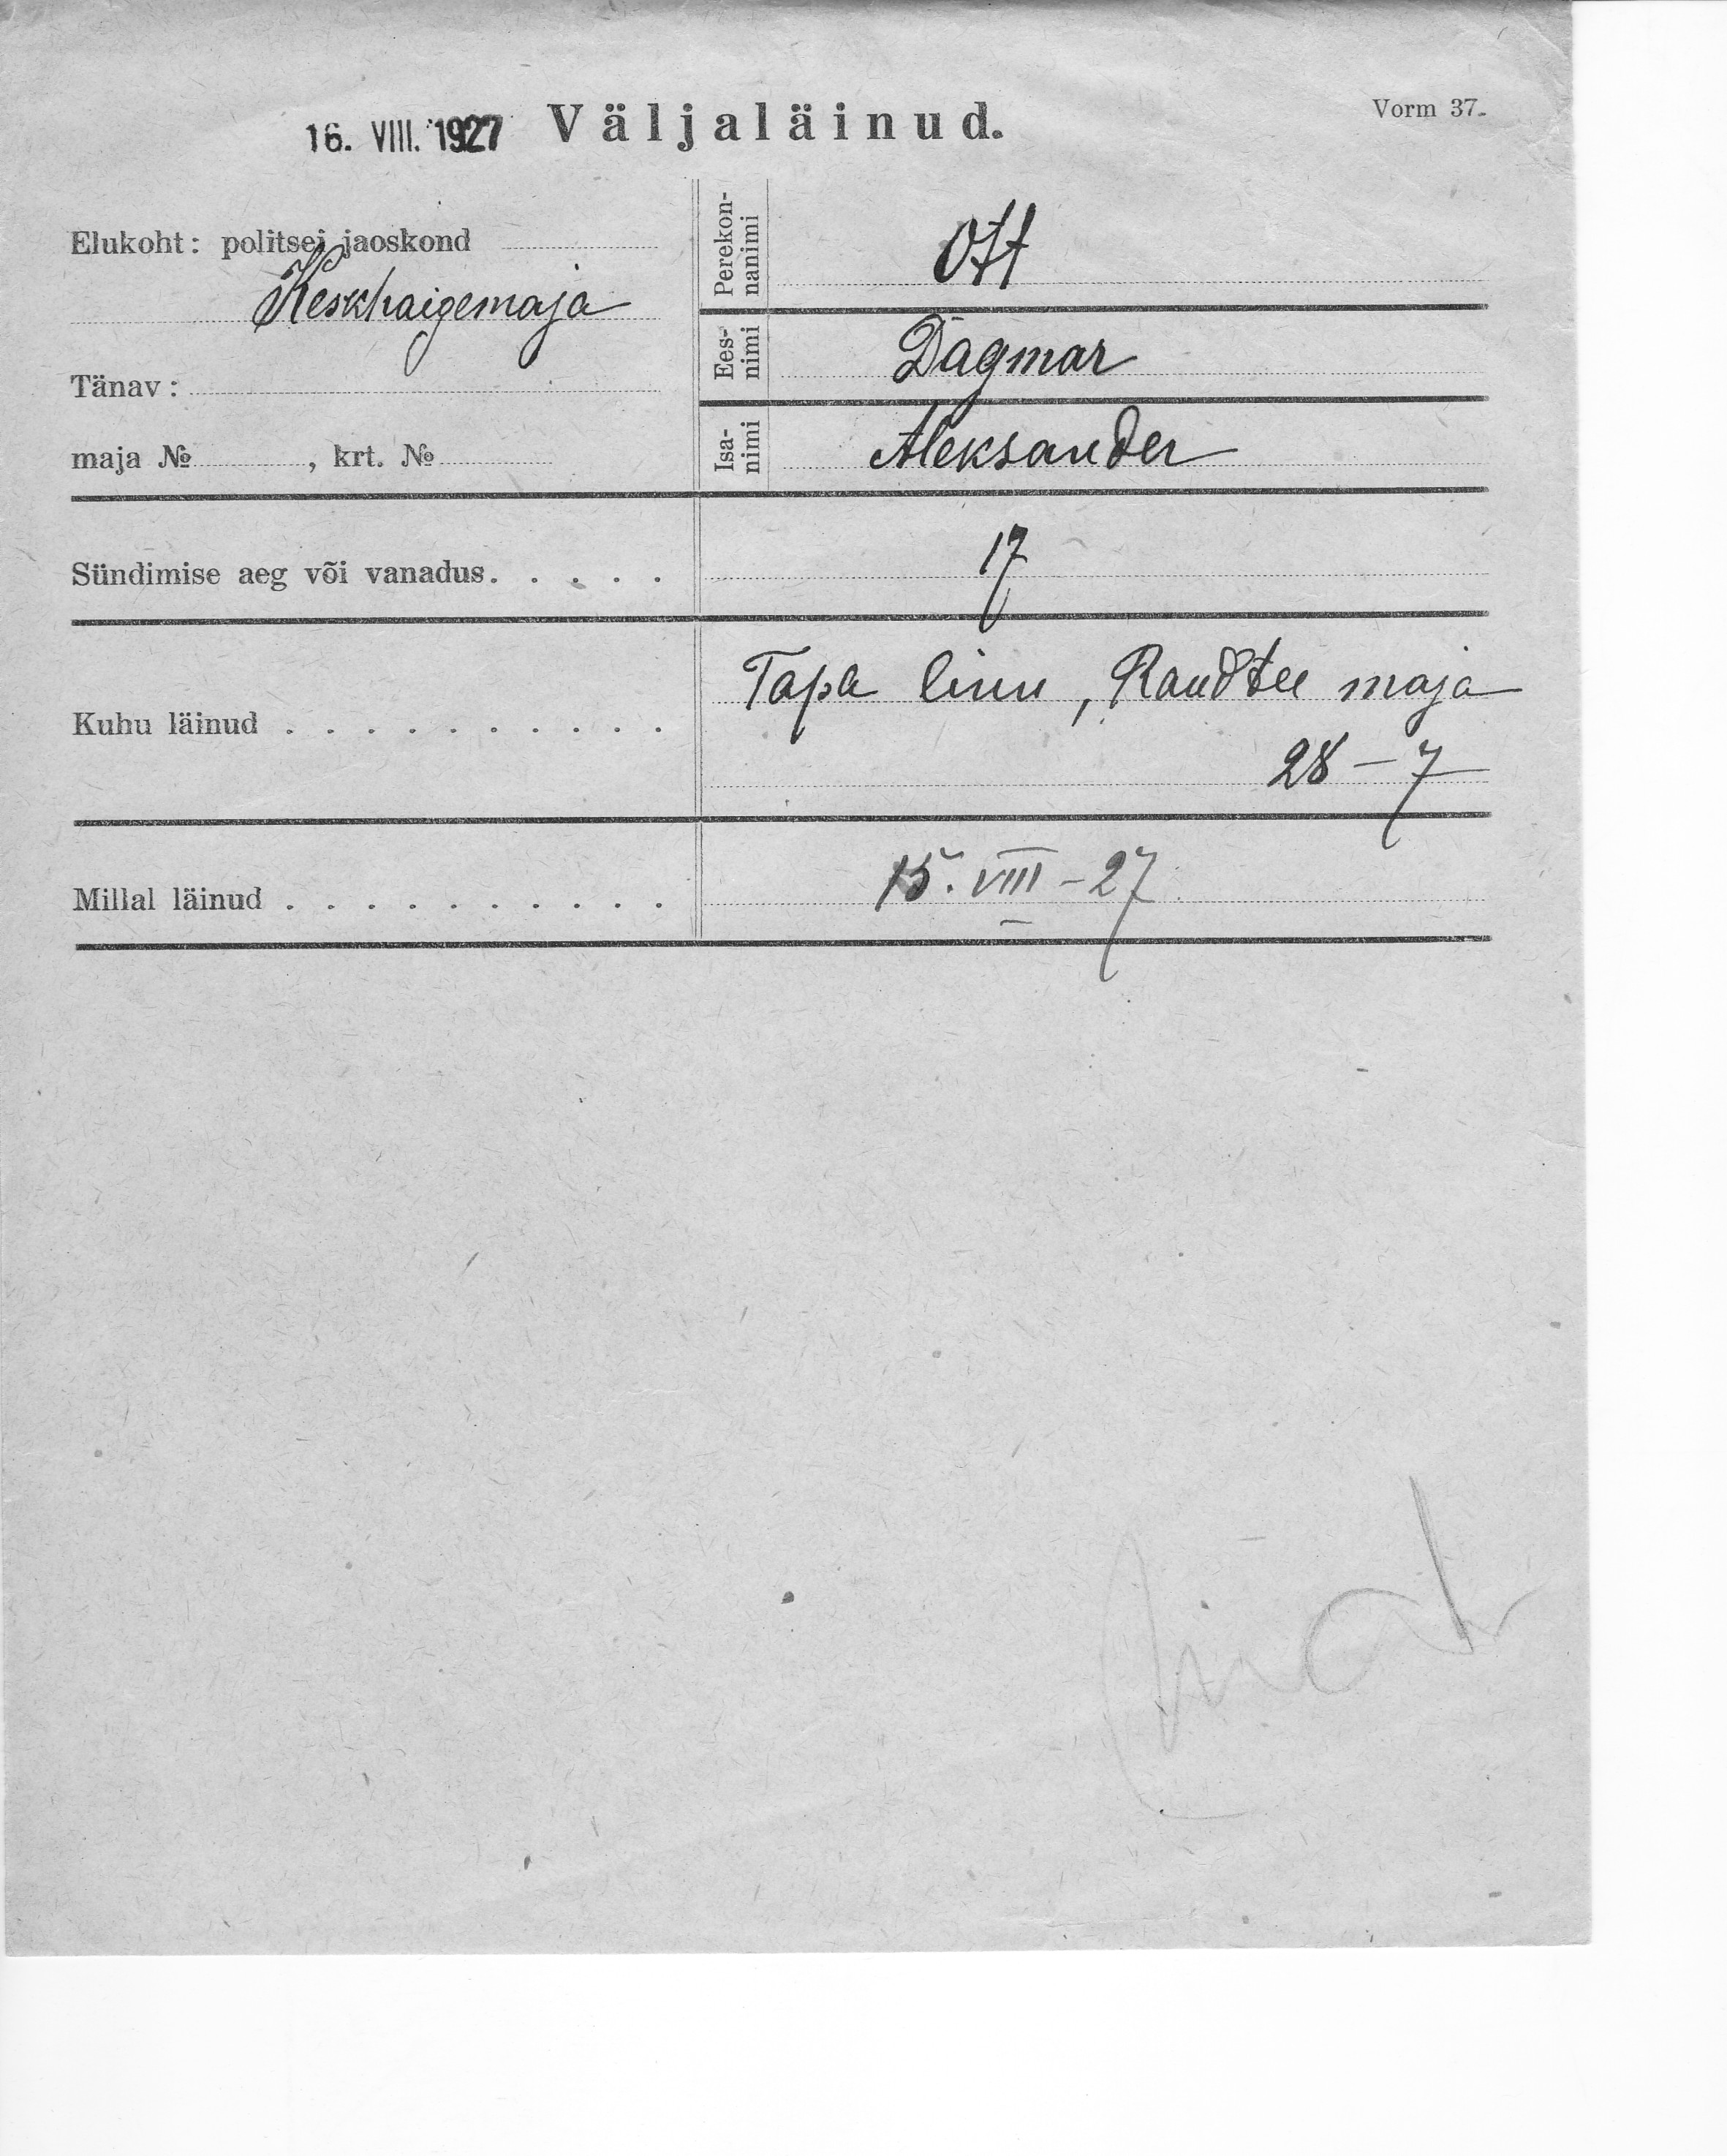 Vorm 37.
16. VIII. 1927 Väljaläinud.
Elukoht: politsei jaoskond
Keskhaigemaja
Tänav:
maja №, krt. №
Perekonnanimi
Ott
Eesnimi
Dagmar
Isanimi
Aleksander
Sündimise aeg või vanadus. . . . .
17
Kuhu läinud . . . . . . . . . .
Tapa linn, Raudtee maja
28 – 7
Millal läinud . . . . . . . . . .
15. VIII – 27